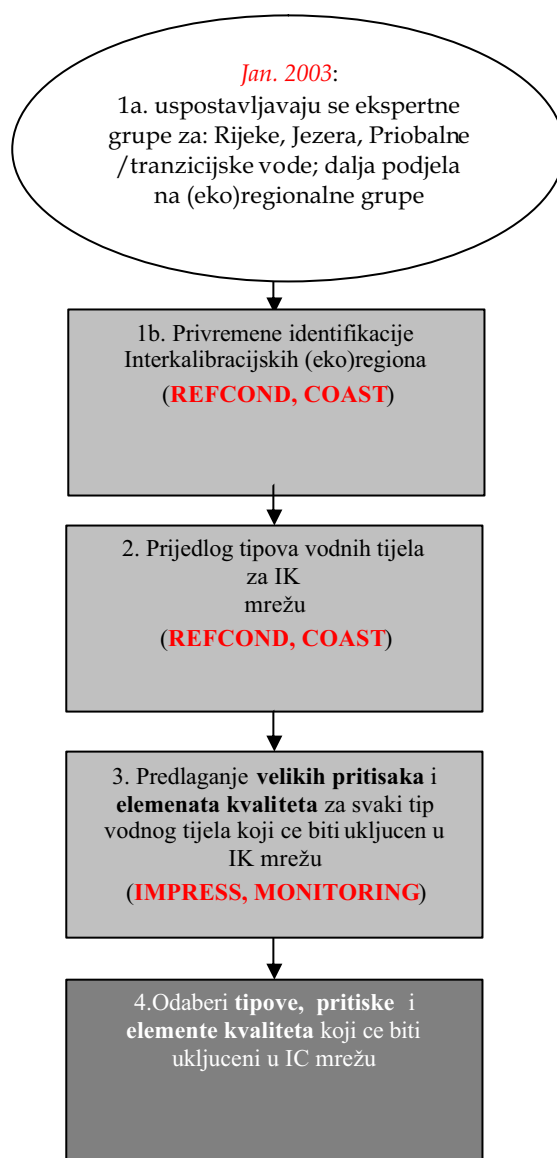 Jan. 2003:
1a. uspostavljavaju se ekspertne
grupe za: Rijeke, Jezera, Priobalne
/tranzicijske vode; dalja podjela
na (eko)regionalne grupe
1b. Privremene identifikacije
Interkalibracijskih (eko)regiona
(REFCOND, COAST)
2. Prijedlog tipova vodnih tijela
za IK
mrežu
(REFCOND, COAST)
3. Predlaganje velikih pritisaka i
elemenata kvaliteta za svaki tip
vodnog tijela koji ce biti ukljucen u
IK mrežu
(IMPRESS, MONITORING)
4.Odaberi tipove, pritiske i
elemente kvaliteta koji ce biti
ukljuceni u IC mrežu